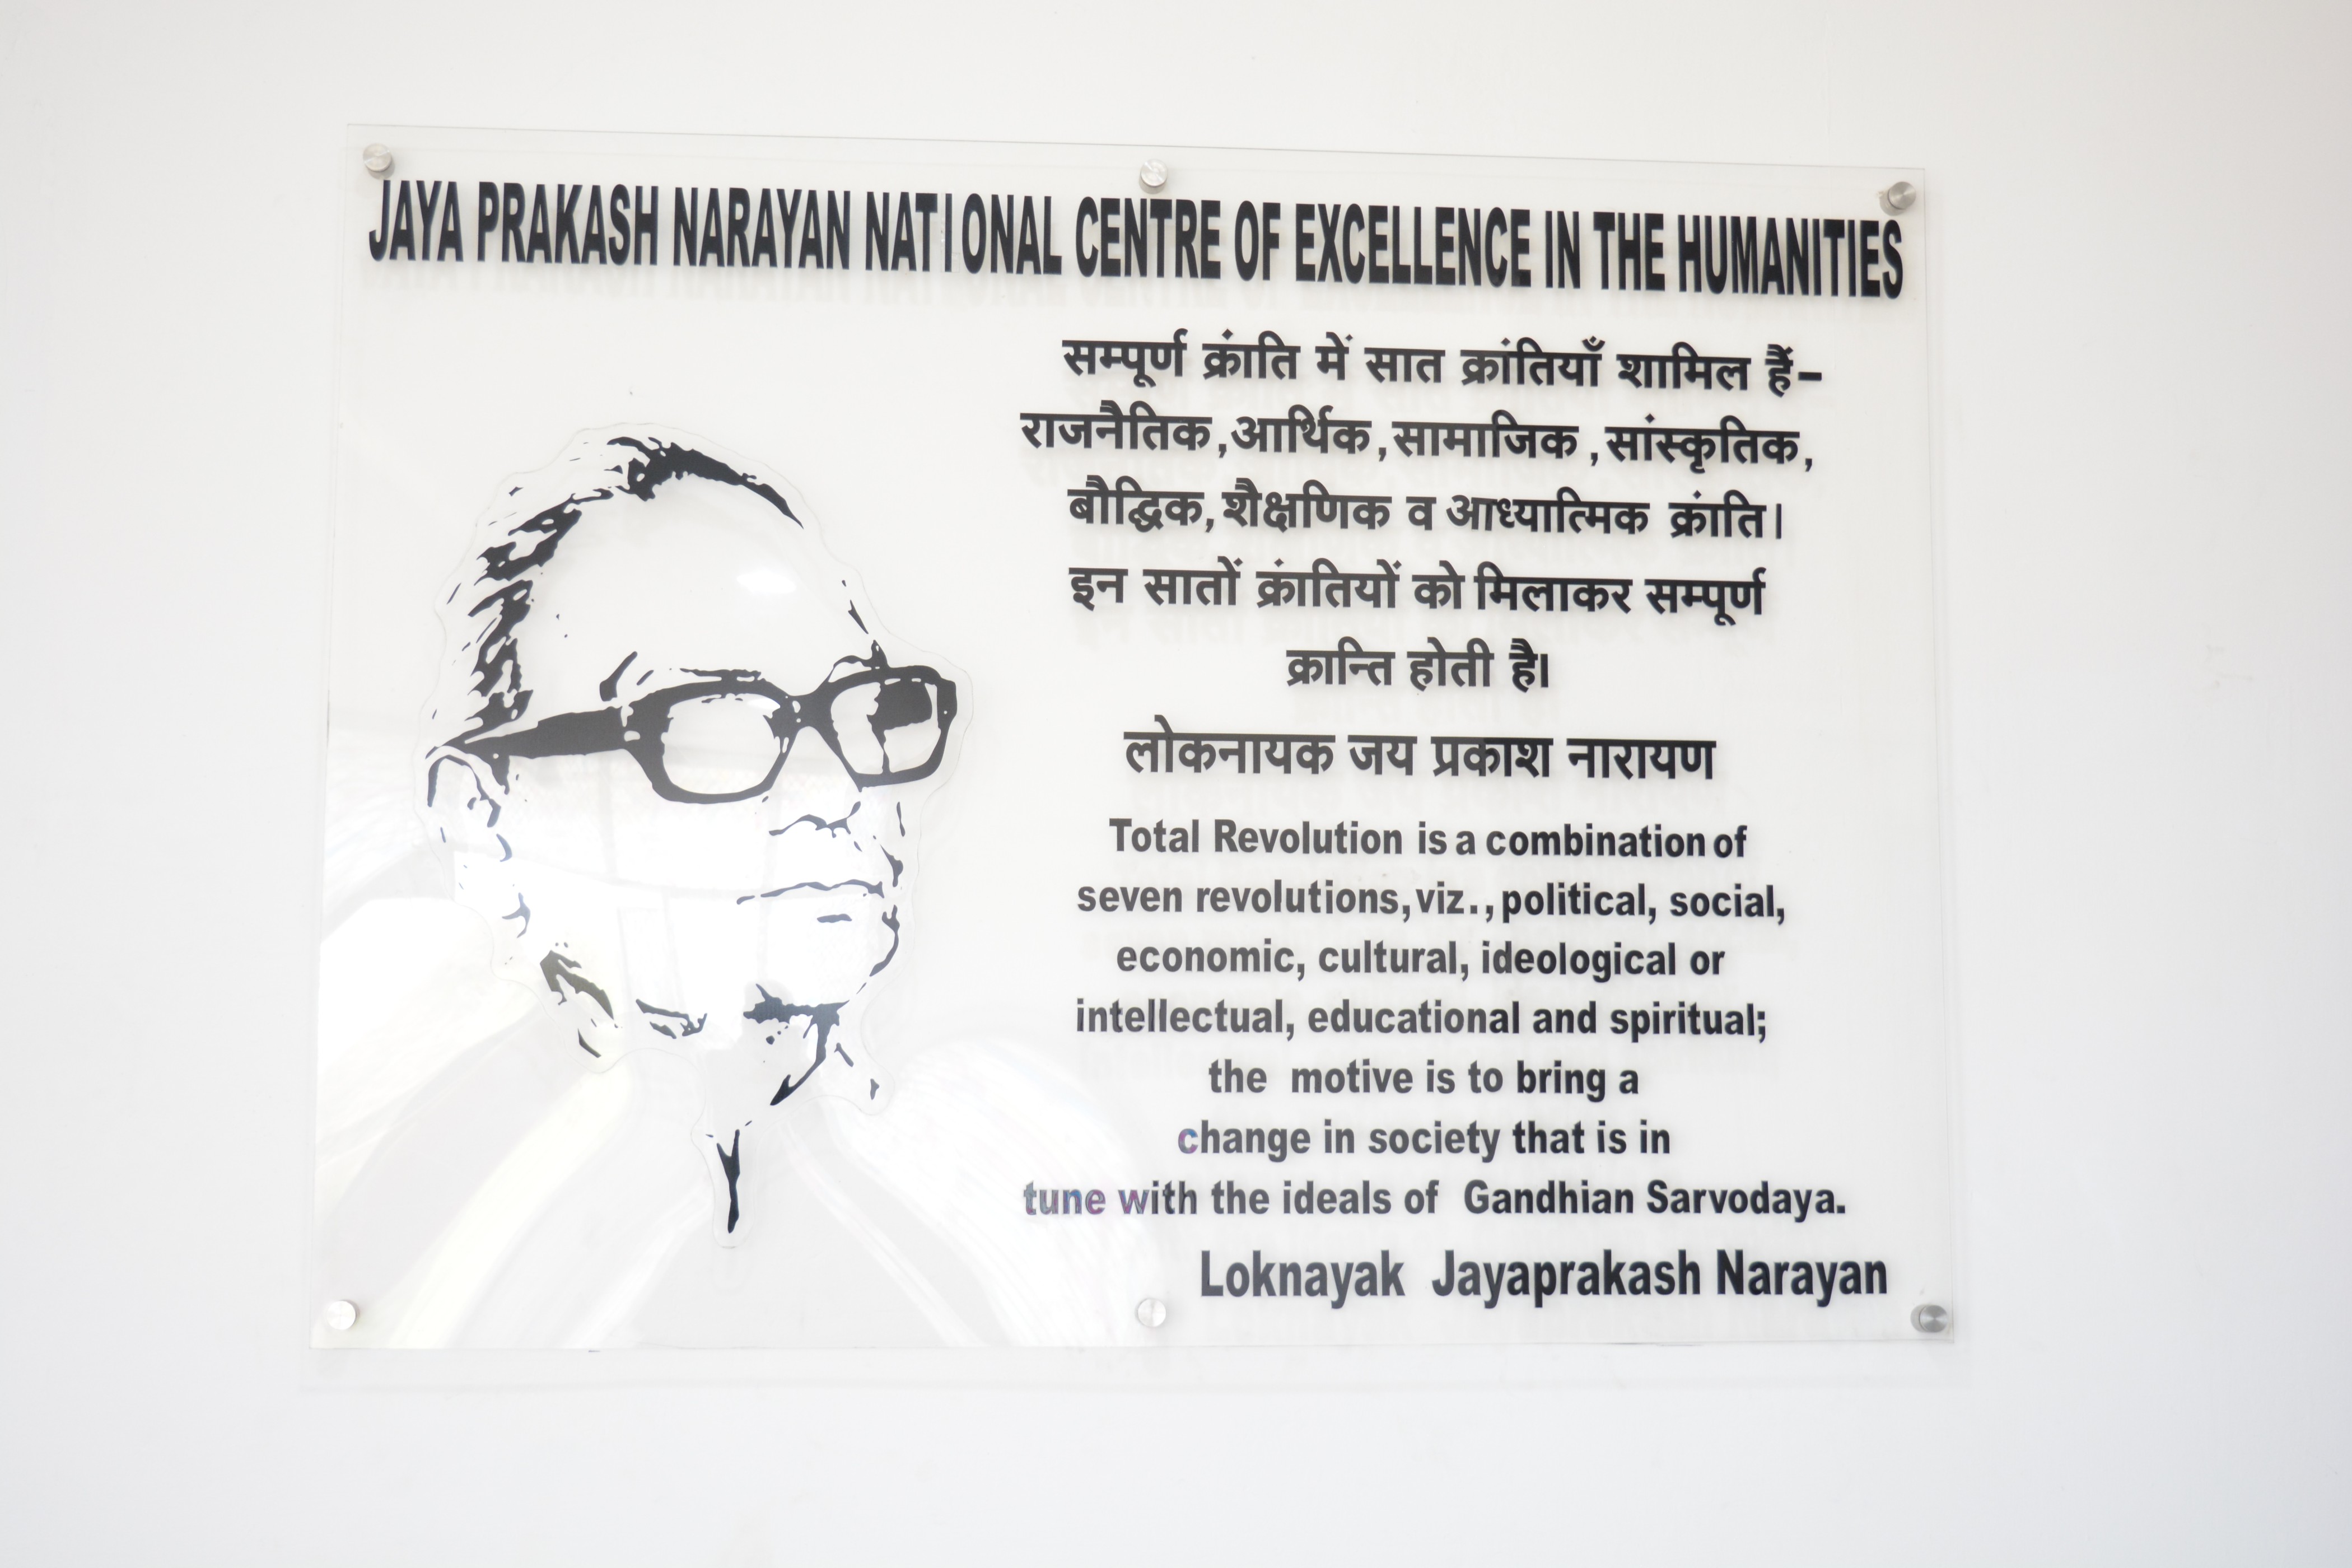 JAYA PRAKASH NARAYAN NATIONAL CENTRE OF EXCELLENCE IN THE HUMANITIES
सम्पूर्ण क्रांति में सात क्रांतियाँ शामिल हैं-
राजनैतिक,आर्थिक,सामाजिक,सांस्कृतिक,
बौद्धिक,शैक्षणिक व आध्यात्मिक क्रांति।
इन सातों क्रांतियों को मिलाकर सम्पूर्ण
क्रान्ति होती है।
लोकनायक जय प्रकाश नारायण
Total Revolution is a combination of
seven revolutions,viz.,political, social,
economic, cultural, ideological or
intellectual, educational and spiritual;
the motive is to bring a
change in society that is in
tune with the ideals of Gandhian Sarvodaya.
Loknayak Jayaprakash Narayan